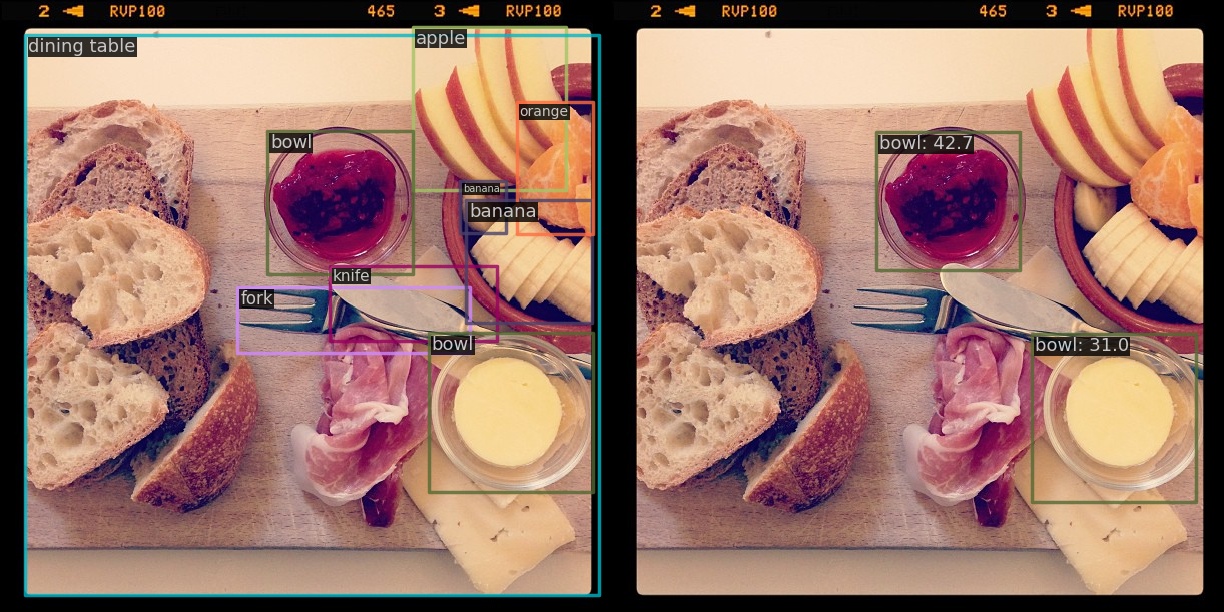 2 RVP100 465 3 RVP100
2 RVP100 465 3 RVP100
dining table
apple
orange
bowl
bowl: 42.7
banana
banana
knife
fork
bowl
bowl: 31.0